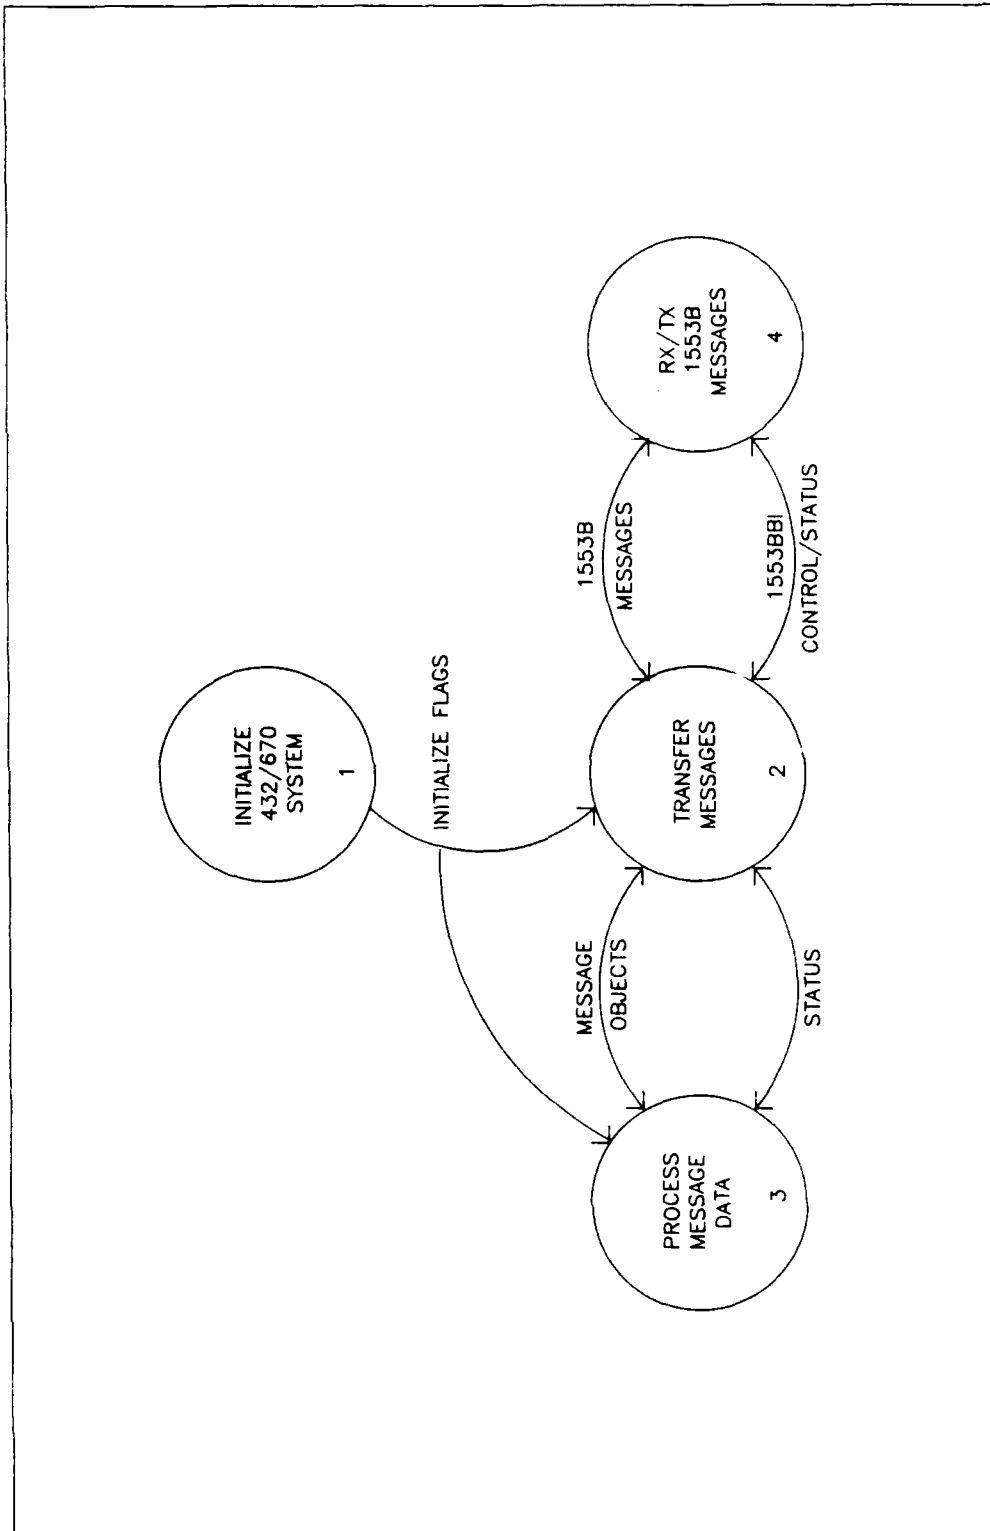 INITIALIZE
432/670
SYSTEM
1
INITIALIZE FLAGS
PROCESS
MESSAGE
DATA
3
MESSAGE
OBJECTS
STATUS
TRANSFER
MESSAGES
2
1553B
MESSAGES
1553BBI
CONTROL/STATUS
RX/TX
1553B
MESSAGES
4